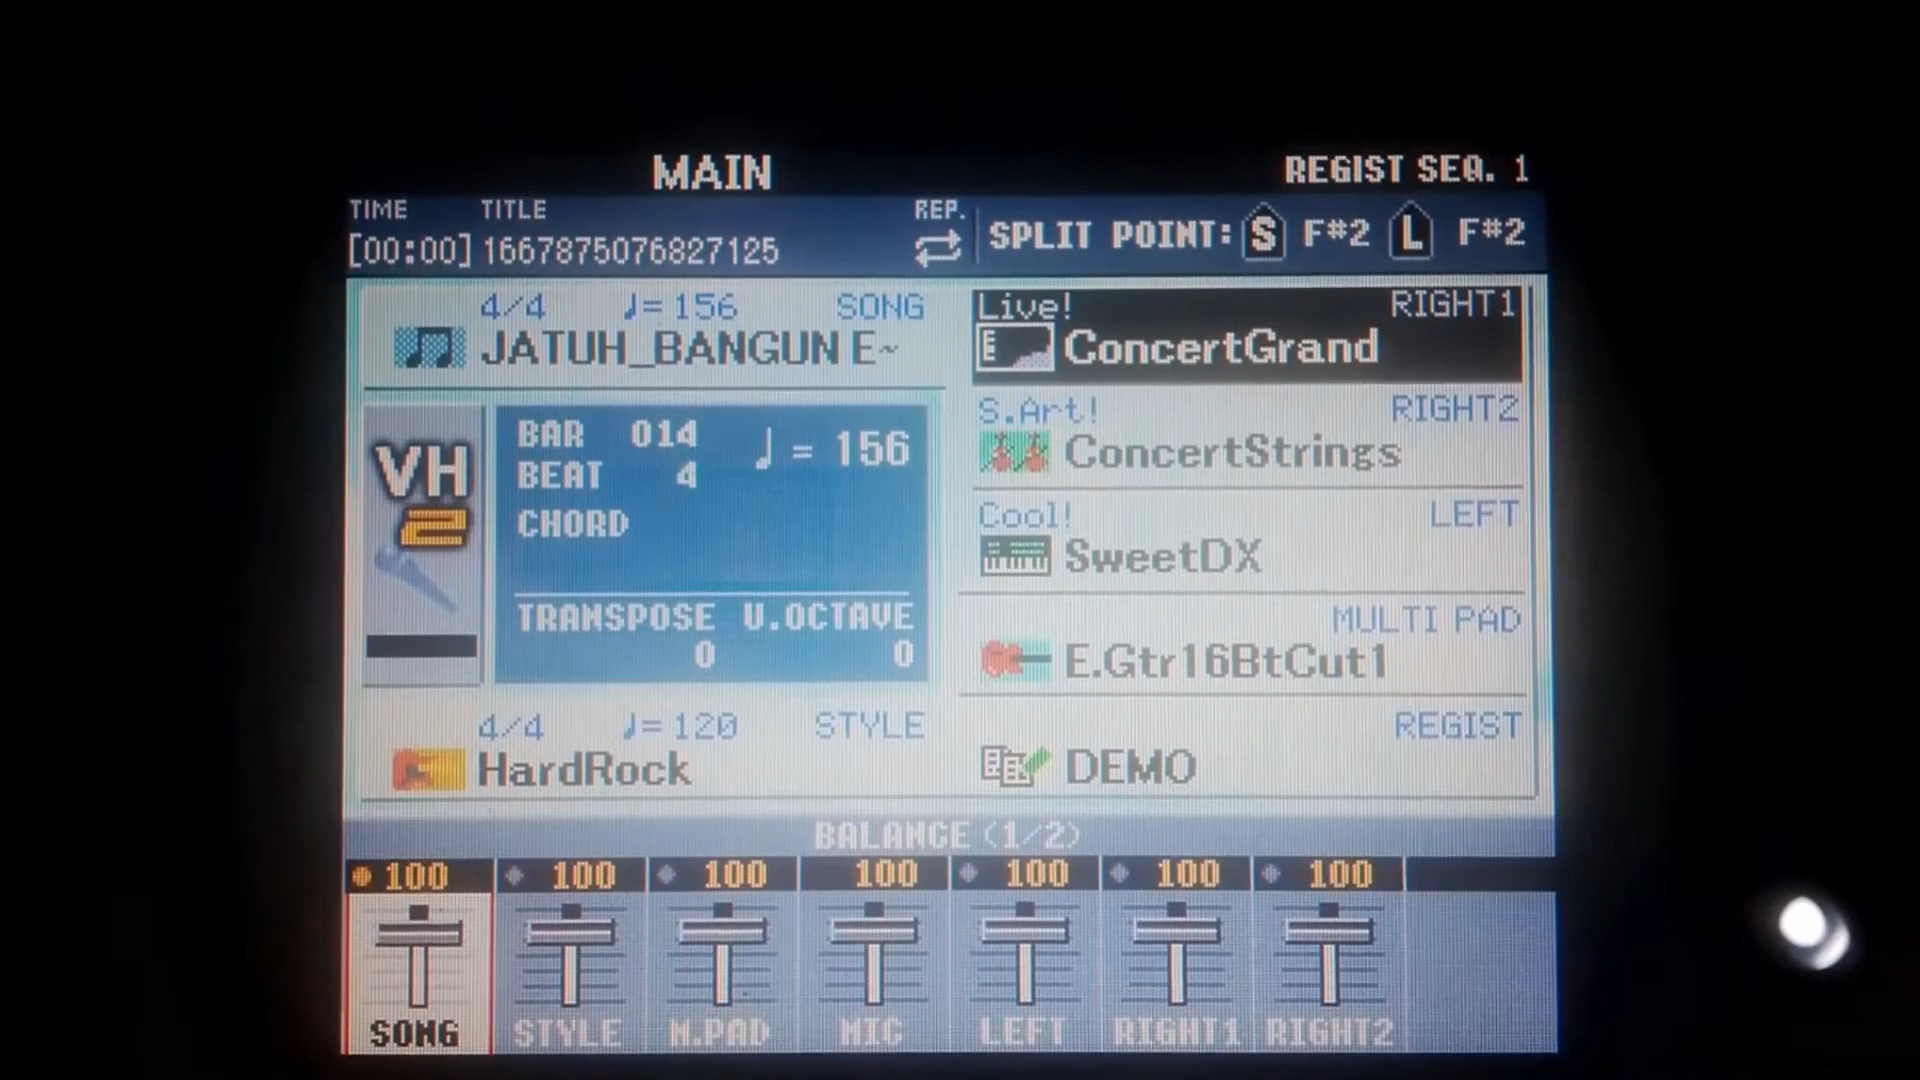 MAIN
REGIST SEQ. 1
TIME TITLE REP.
[00:00] 1667875076827125
SPLIT POINT: S F#2 L F#2
4/4 ♩= 156 SONG
JATUH_BANGUN E~
VH
2
BAR 014 ♩ = 156
BEAT 4
CHORD
TRANSPOSE U.OCTAVE
0 0
4/4 ♩= 120 STYLE
HardRock
Live! RIGHT1
ConcertGrand
S.Art! RIGHT2
ConcertStrings
Cool! LEFT
SweetDX
MULTI PAD
E.Gtr16BtCut1
REGIST
DEMO
BALANCE (1/2)
100 100 100 100 100 100 100
SONG STYLE M.PAD MIC LEFT RIGHT1 RIGHT2